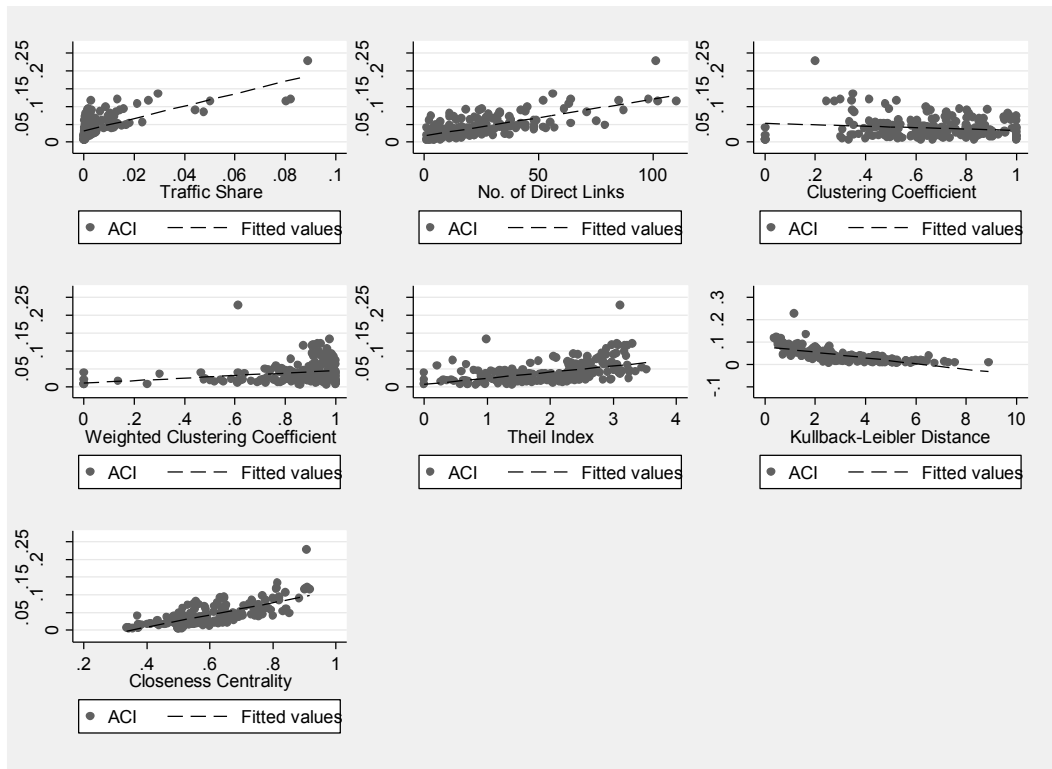 0 .05 .1 .15 .2 .25
0 .02 .04 .06 .08 .1
Traffic Share
ACI Fitted values
0 .05 .1 .15 .2 .25
0 50 100
No. of Direct Links
ACI Fitted values
0 .05 .1 .15 .2 .25
0 .2 .4 .6 .8 1
Clustering Coefficient
ACI Fitted values
0 .05 .1 .15 .2 .25
0 .2 .4 .6 .8 1
Weighted Clustering Coefficient
ACI Fitted values
0 .05 .1 .15 .2 .25
0 1 2 3 4
Theil Index
ACI Fitted values
-.1 0 .1 .2 .3
0 2 4 6 8 10
Kullback-Leibler Distance
ACI Fitted values
0 .05 .1 .15 .2 .25
.2 .4 .6 .8 1
Closeness Centrality
ACI Fitted values